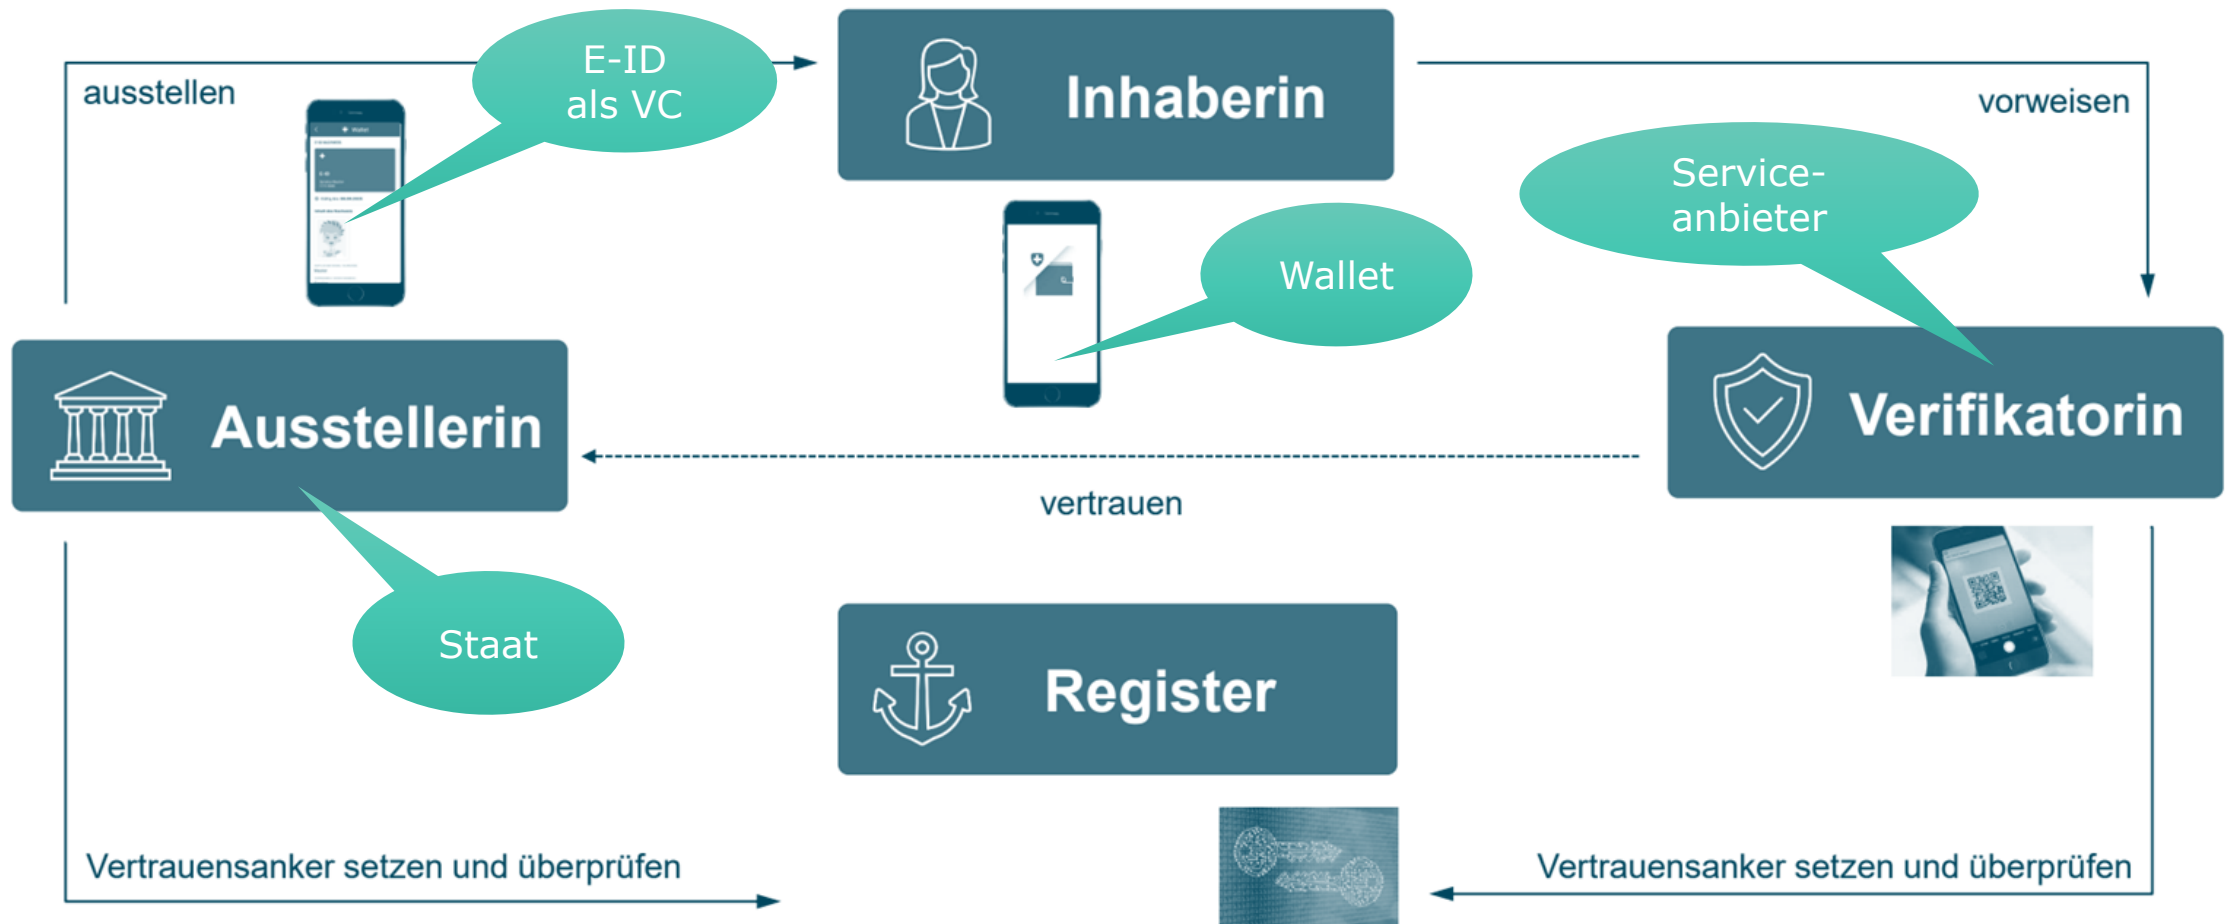 E-ID
als VC
Inhaberin
ausstellen
vorweisen
Wallet
Service-
anbieter
Wallet
Ausstellerin
Verifikatorin
vertrauen
Staat
Register
Vertrauensanker setzen und überprüfen
Vertrauensanker setzen und überprüfen